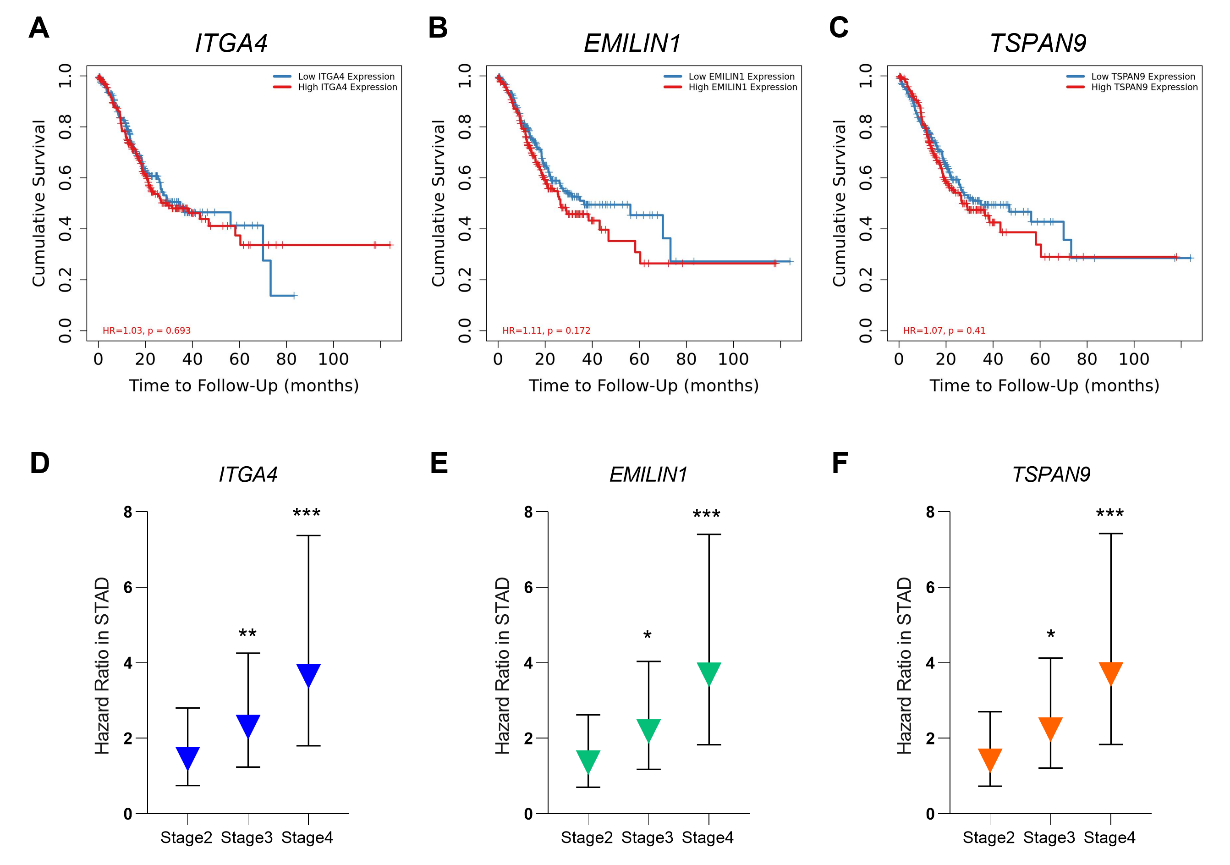 A
ITGA4
Cumulative Survival
1.0
0.8
0.6
0.4
0.2
0.0
Low ITGA4 Expression
High ITGA4 Expression
HR=1.03, p = 0.693
0 20 40 60 80 100
Time to Follow-Up (months)
B
EMILIN1
Cumulative Survival
1.0
0.8
0.6
0.4
0.2
0.0
Low EMILIN1 Expression
High EMILIN1 Expression
HR=1.11, p = 0.172
0 20 40 60 80 100
Time to Follow-Up (months)
C
TSPAN9
Cumulative Survival
1.0
0.8
0.6
0.4
0.2
0.0
Low TSPAN9 Expression
High TSPAN9 Expression
HR=1.07, p = 0.41
0 20 40 60 80 100
Time to Follow-Up (months)
D
ITGA4
Hazard Ratio in STAD
8
6
4
2
0
**
***
Stage2 Stage3 Stage4
E
EMILIN1
Hazard Ratio in STAD
8
6
4
2
0
*
***
Stage2 Stage3 Stage4
F
TSPAN9
Hazard Ratio in STAD
8
6
4
2
0
*
***
Stage2 Stage3 Stage4